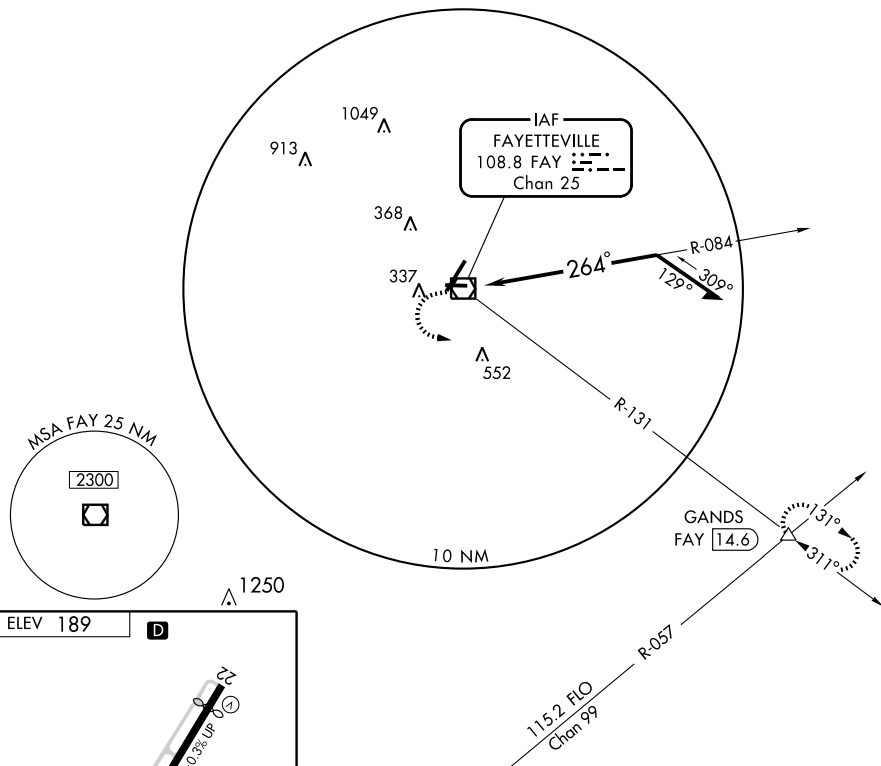 1049
913
IAF
FAYETTEVILLE
108.8 FAY
Chan 25
368
R-084
264°
309°
129°
337
552
R-131
MSA FAY 25 NM
2300
GANDS
FAY 14.6
131°
311°
10 NM
1250
ELEV 189
D
R-057
22
V
0.3% UP
115.2 FLO
Chan 99